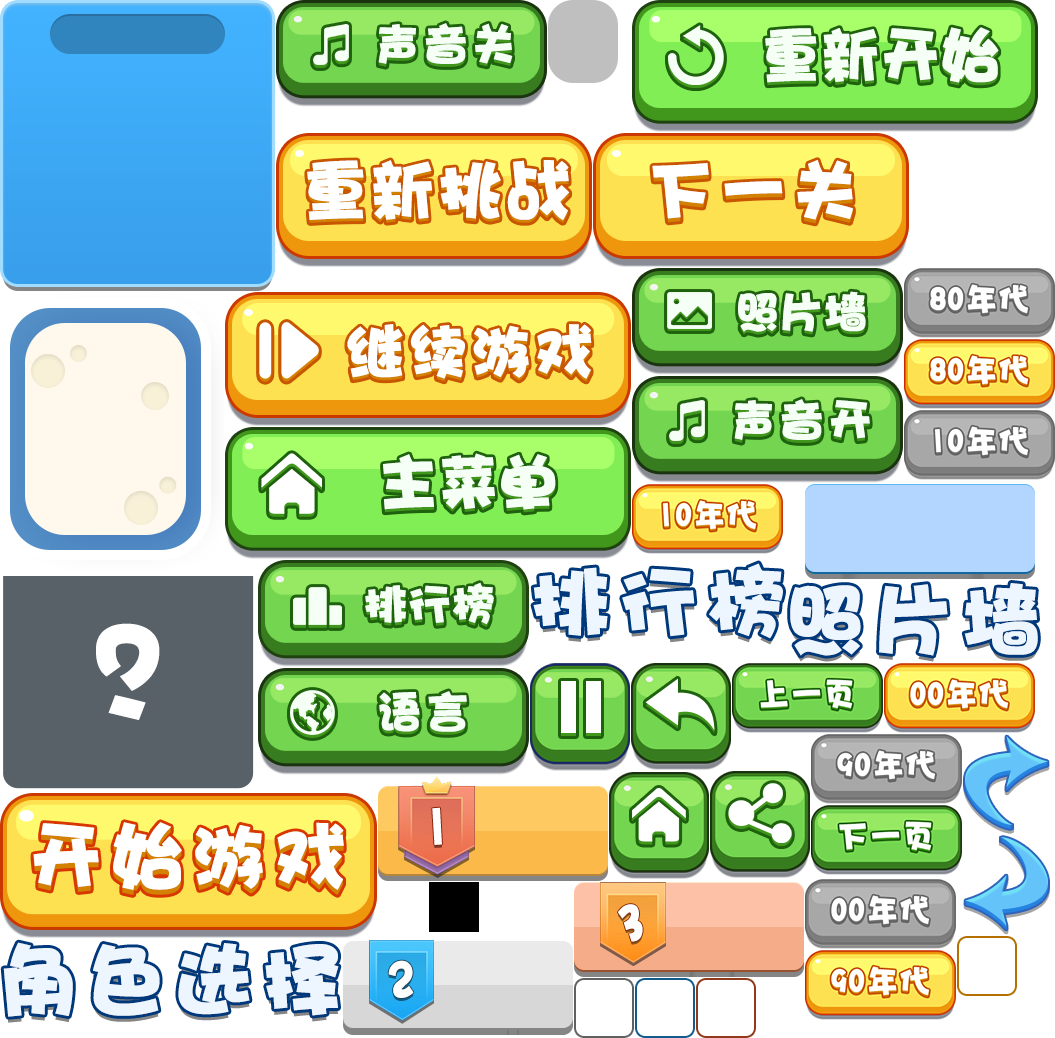 声音关
重新开始
重新挑战
下一关
照片墙
80年代
继续游戏
80年代
声音开
10年代
主菜单
10年代
排行榜
排行榜
照片墙
?
语言
上一页
00年代
90年代
1
开始游戏
下一页
3
00年代
角色选择
2
90年代